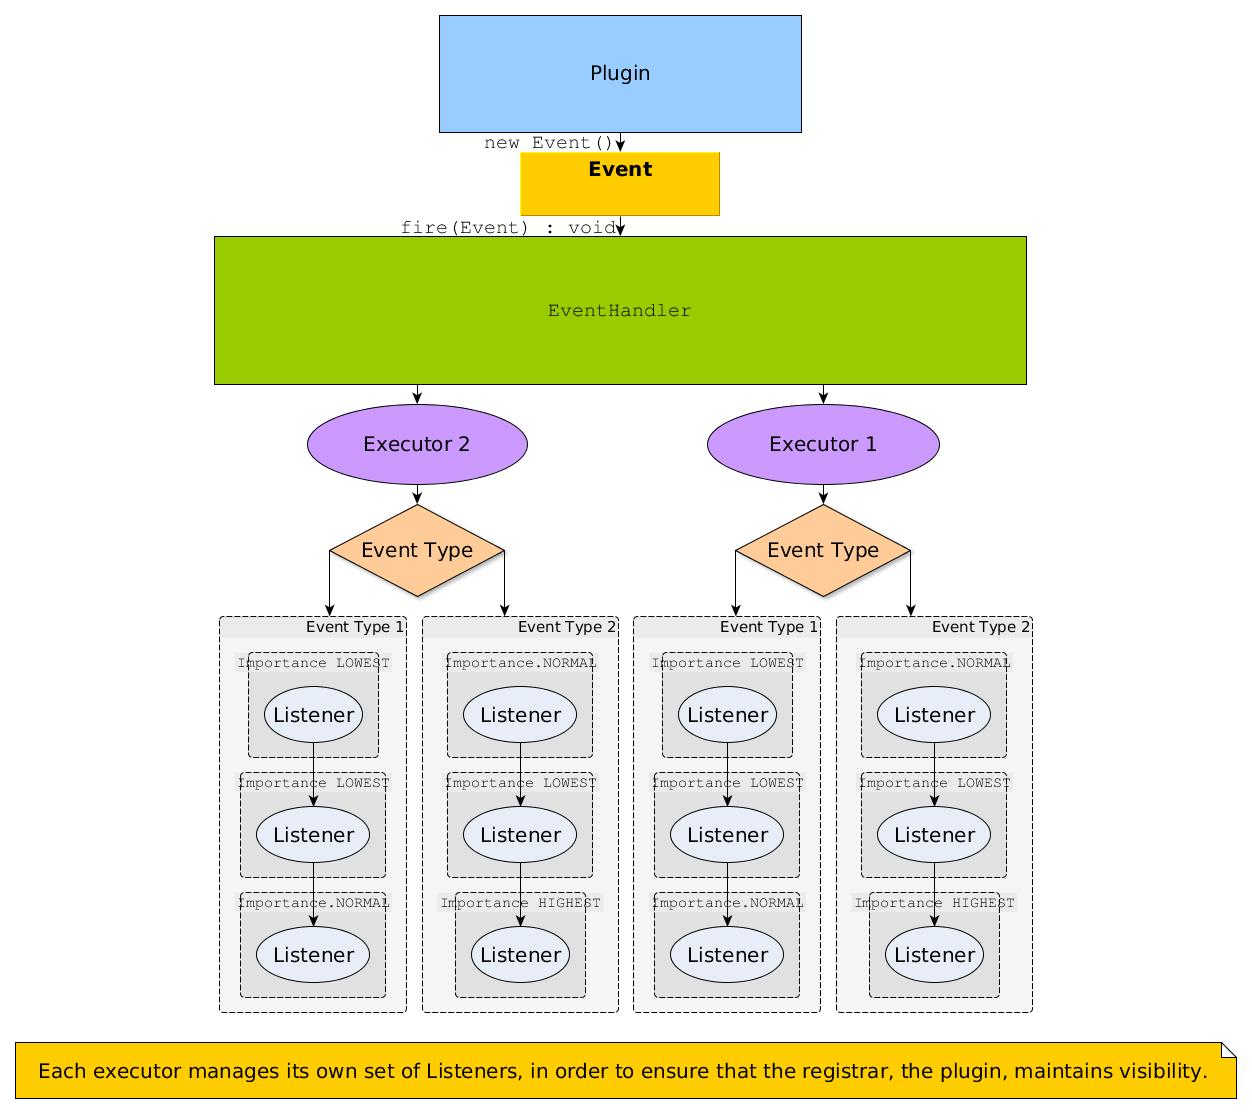 Plugin
new Event()
Event
fire(Event) : void
EventHandler
Executor 2
Executor 1
Event Type
Event Type
Event Type 1
Event Type 2
Event Type 1
Event Type 2
Importance LOWEST
Importance.NORMAL
Importance LOWEST
Importance.NORMAL
Listener
Listener
Listener
Listener
Importance LOWEST
Importance LOWEST
Importance LOWEST
Importance LOWEST
Listener
Listener
Listener
Listener
Importance.NORMAL
Importance HIGHEST
Importance.NORMAL
Importance HIGHEST
Listener
Listener
Listener
Listener
Each executor manages its own set of Listeners, in order to ensure that the registrar, the plugin, maintains visibility.